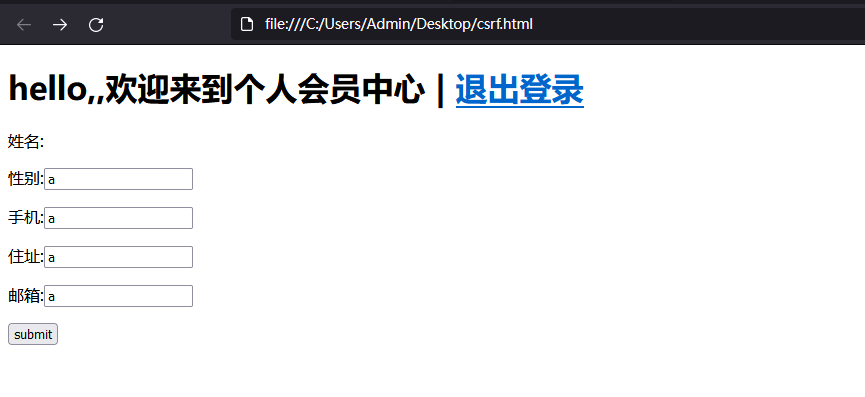 file:///C:/Users/Admin/Desktop/csrf.html
hello,,欢迎来到个人会员中心 | 退出登录
姓名:
性别:a
手机:a
住址:a
邮箱:a
submit